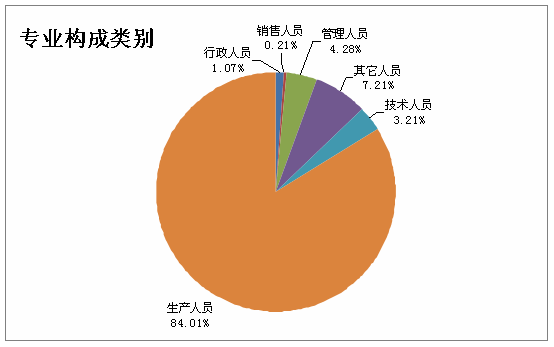 专业构成类别
行政人员
1.07%
销售人员
0.21%
管理人员
4.28%
其它人员
7.21%
技术人员
3.21%
生产人员
84.01%